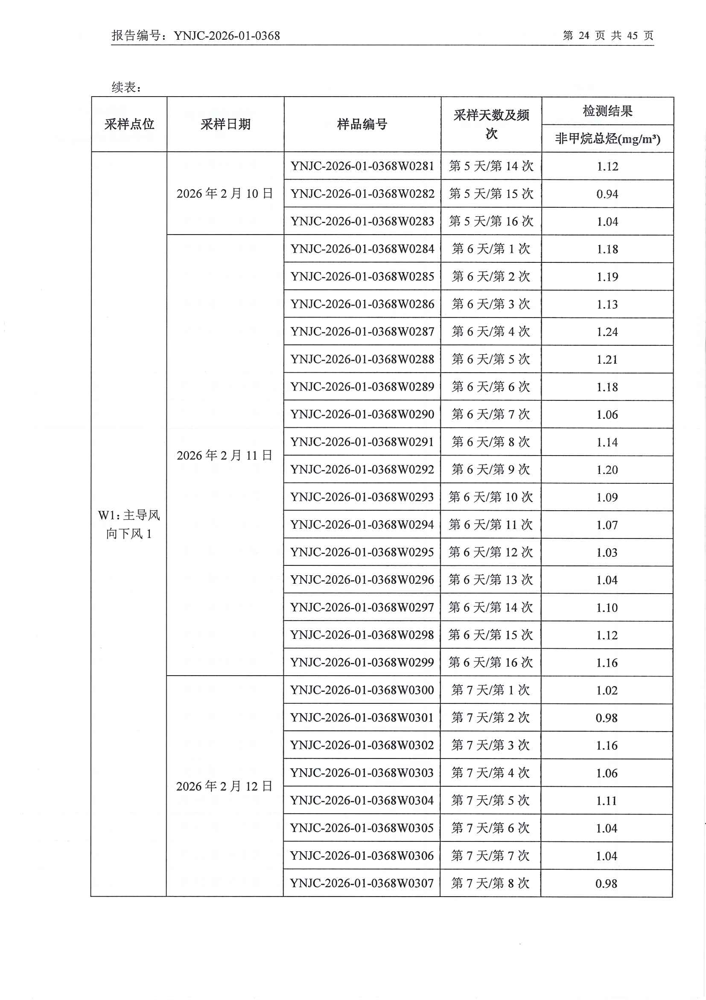 报告编号：YNJC-2026-01-0368 第 24 页 共 45 页
续表：
采样点位 采样日期 样品编号 采样天数及频次 检测结果
非甲烷总烃(mg/m³)
W1：主导风向下风 1
2026 年 2 月 10 日
YNJC-2026-01-0368W0281 第 5 天/第 14 次 1.12
YNJC-2026-01-0368W0282 第 5 天/第 15 次 0.94
YNJC-2026-01-0368W0283 第 5 天/第 16 次 1.04
2026 年 2 月 11 日
YNJC-2026-01-0368W0284 第 6 天/第 1 次 1.18
YNJC-2026-01-0368W0285 第 6 天/第 2 次 1.19
YNJC-2026-01-0368W0286 第 6 天/第 3 次 1.13
YNJC-2026-01-0368W0287 第 6 天/第 4 次 1.24
YNJC-2026-01-0368W0288 第 6 天/第 5 次 1.21
YNJC-2026-01-0368W0289 第 6 天/第 6 次 1.18
YNJC-2026-01-0368W0290 第 6 天/第 7 次 1.06
YNJC-2026-01-0368W0291 第 6 天/第 8 次 1.14
YNJC-2026-01-0368W0292 第 6 天/第 9 次 1.20
YNJC-2026-01-0368W0293 第 6 天/第 10 次 1.09
YNJC-2026-01-0368W0294 第 6 天/第 11 次 1.07
YNJC-2026-01-0368W0295 第 6 天/第 12 次 1.03
YNJC-2026-01-0368W0296 第 6 天/第 13 次 1.04
YNJC-2026-01-0368W0297 第 6 天/第 14 次 1.10
YNJC-2026-01-0368W0298 第 6 天/第 15 次 1.12
YNJC-2026-01-0368W0299 第 6 天/第 16 次 1.16
2026 年 2 月 12 日
YNJC-2026-01-0368W0300 第 7 天/第 1 次 1.02
YNJC-2026-01-0368W0301 第 7 天/第 2 次 0.98
YNJC-2026-01-0368W0302 第 7 天/第 3 次 1.16
YNJC-2026-01-0368W0303 第 7 天/第 4 次 1.06
YNJC-2026-01-0368W0304 第 7 天/第 5 次 1.11
YNJC-2026-01-0368W0305 第 7 天/第 6 次 1.04
YNJC-2026-01-0368W0306 第 7 天/第 7 次 1.04
YNJC-2026-01-0368W0307 第 7 天/第 8 次 0.98